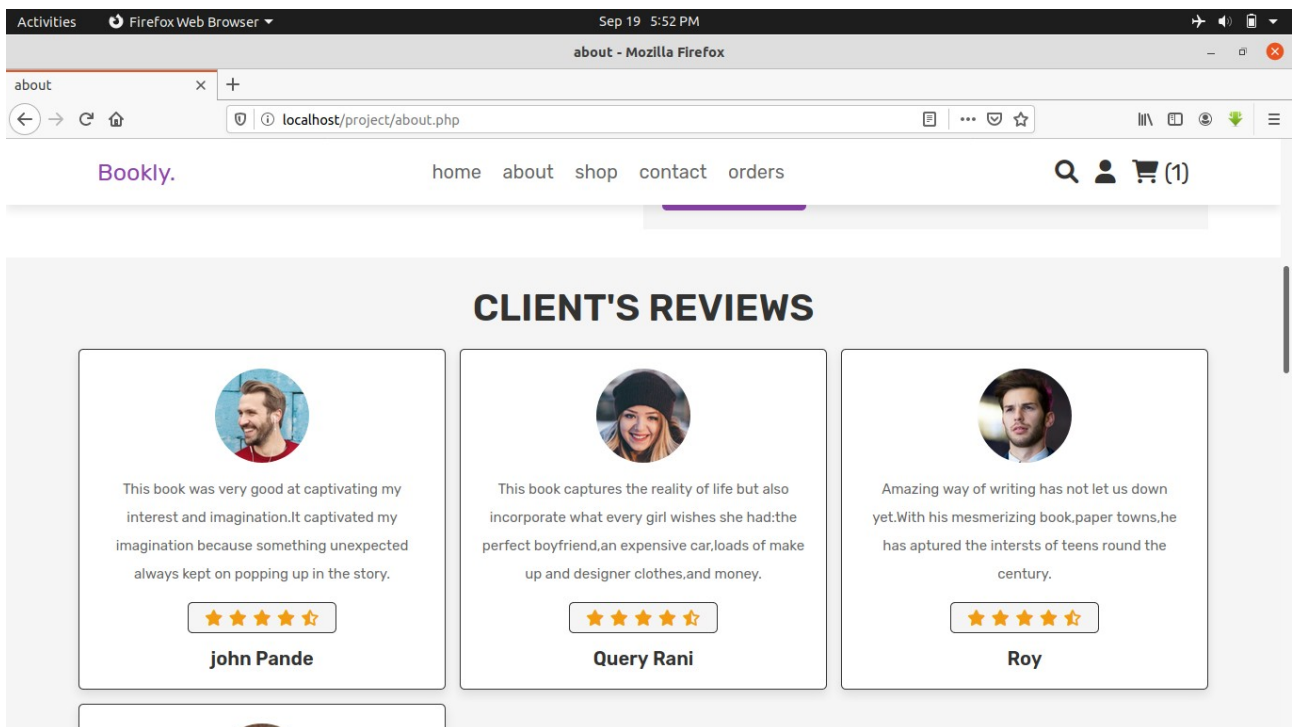 Activities Firefox Web Browser Sep 19 5:52 PM
about - Mozilla Firefox
about
localhost/project/about.php
Bookly. home about shop contact orders (1)
CLIENT'S REVIEWS
This book was very good at captivating my
interest and imagination.It captivated my
imagination because something unexpected
always kept on popping up in the story.
john Pande
This book captures the reality of life but also
incorporate what every girl wishes she had:the
perfect boyfriend,an expensive car,loads of make
up and designer clothes,and money.
Query Rani
Amazing way of writing has not let us down
yet.With his mesmerizing book,paper towns,he
has aptured the intersts of teens round the
century.
Roy